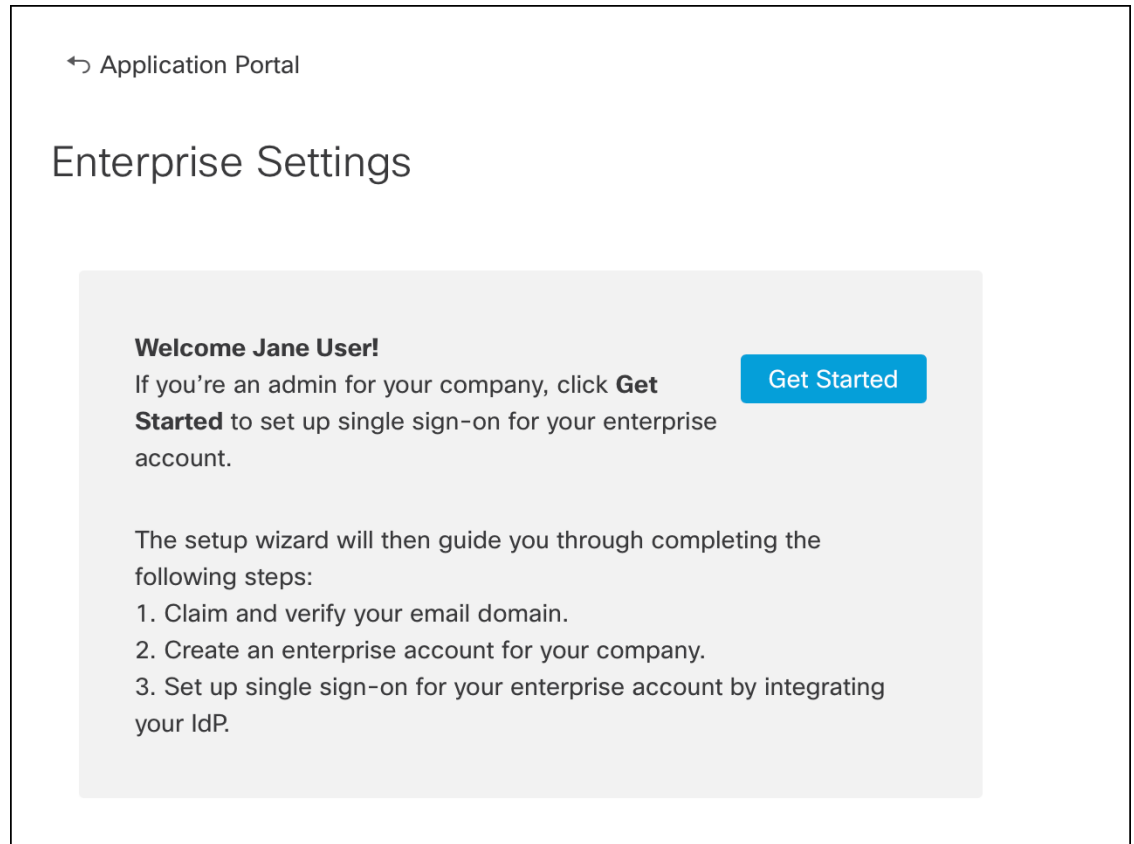 Application Portal
Enterprise Settings
Welcome Jane User!
If you’re an admin for your company, click Get
Started to set up single sign-on for your enterprise
account.
Get Started
The setup wizard will then guide you through completing the
following steps:
1. Claim and verify your email domain.
2. Create an enterprise account for your company.
3. Set up single sign-on for your enterprise account by integrating
your IdP.